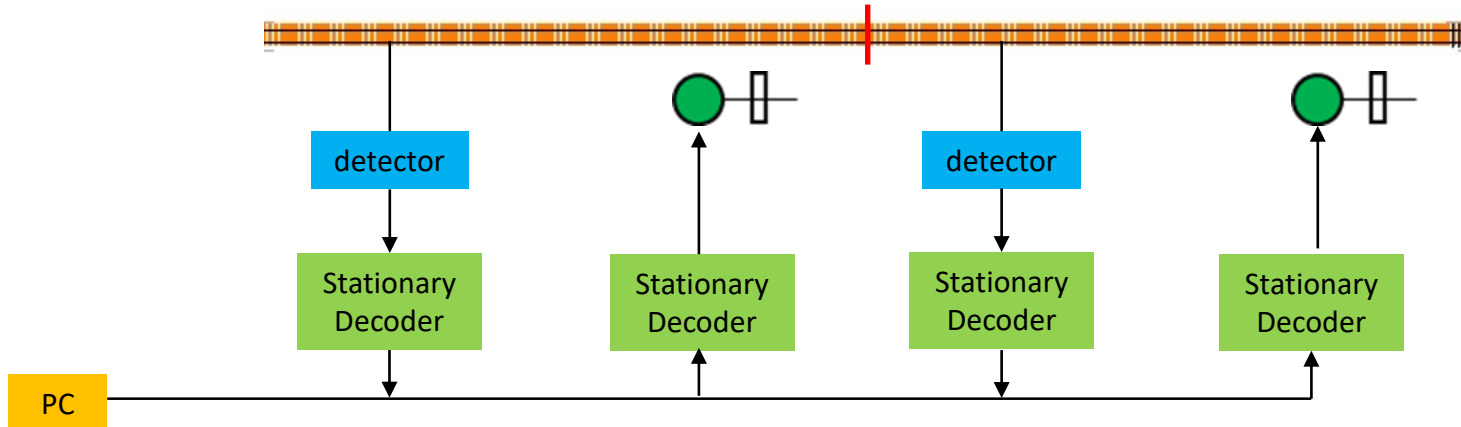 detector
detector
Stationary
Decoder
Stationary
Decoder
Stationary
Decoder
Stationary
Decoder
PC